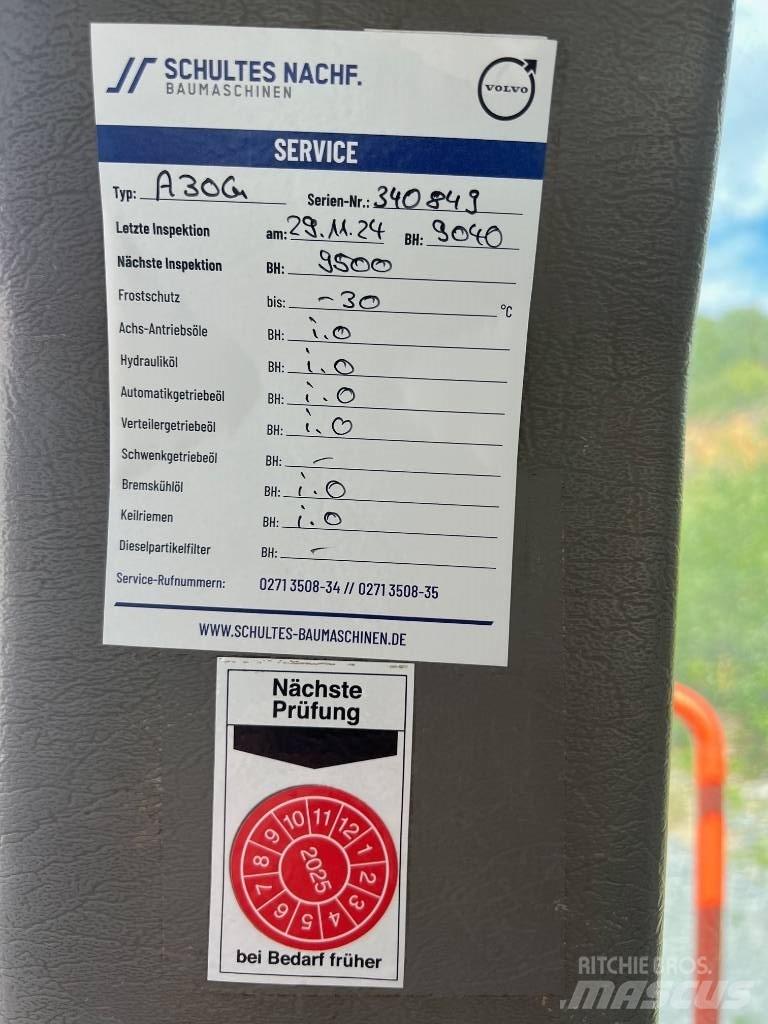 SCHULTES NACHF.
BAUMASCHINEN
VOLVO
SERVICE
Typ: A30G Serien-Nr.: 340849
Letzte Inspektion am: 29.11.24 BH: 9040
Nächste Inspektion BH: 9500
Frostschutz bis: -30 °C
Achs-Antriebsöle BH: i.O
Hydrauliköl BH: i.O
Automatikgetriebeöl BH: i.O
Verteilergetriebeöl BH: i.O
Schwenkgetriebeöl BH: -
Bremskühlöl BH: i.O
Keilriemen BH: i.O
Dieselpartikelfilter BH: -
Service-Rufnummern: 0271 3508-34 // 0271 3508-35
WWW.SCHULTES-BAUMASCHINEN.DE
Nächste
Prüfung
1 2 3 4 5 6 7 8 9 10 11 12
2025
bei Bedarf früher
RITCHIE BROS.
MASCUS